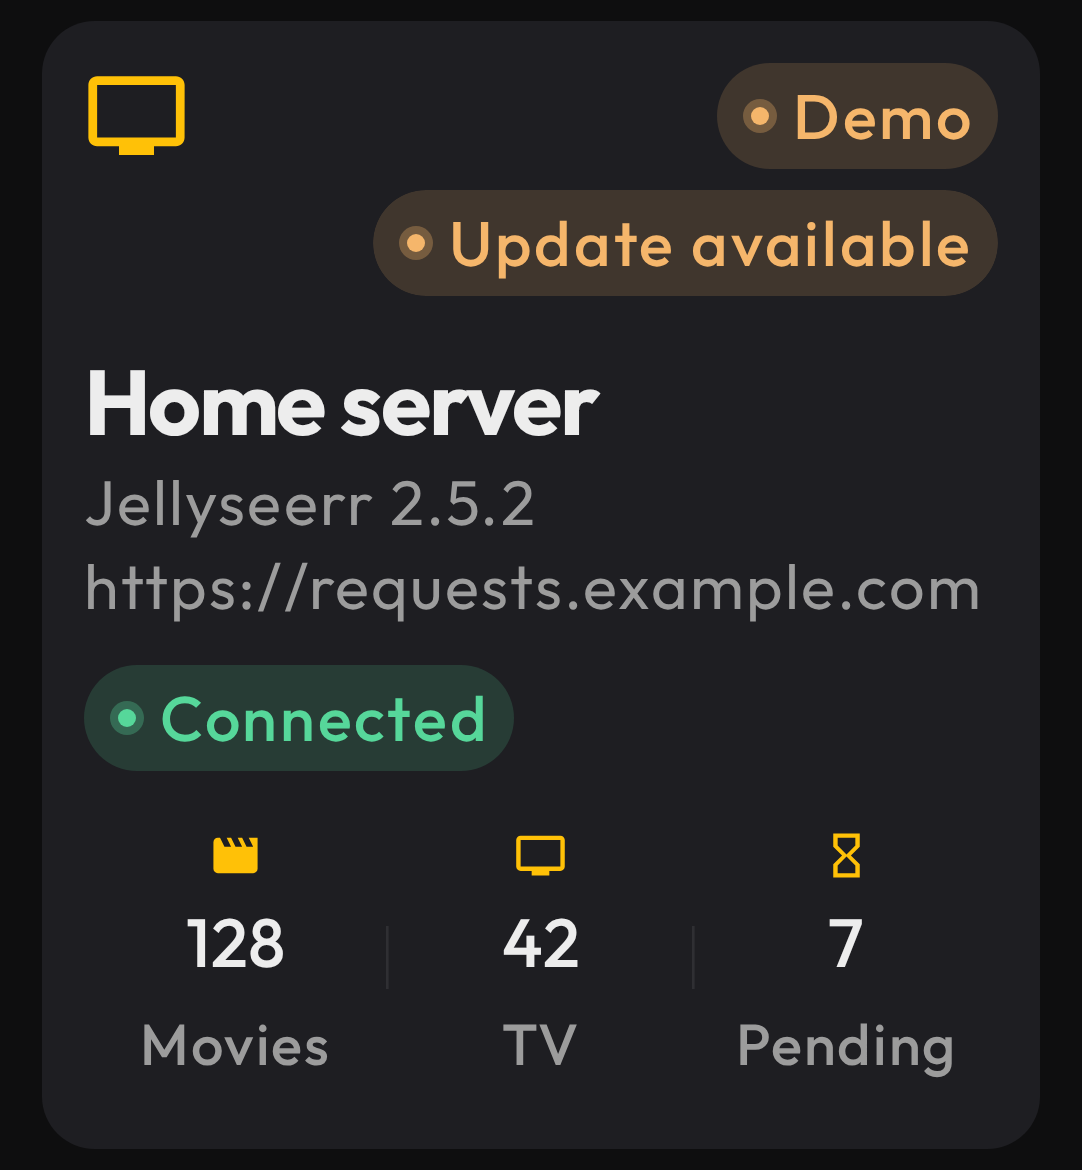 Demo
Update available
Home server
Jellyseerr 2.5.2
https://requests.example.com
Connected
128 42 7
Movies TV Pending